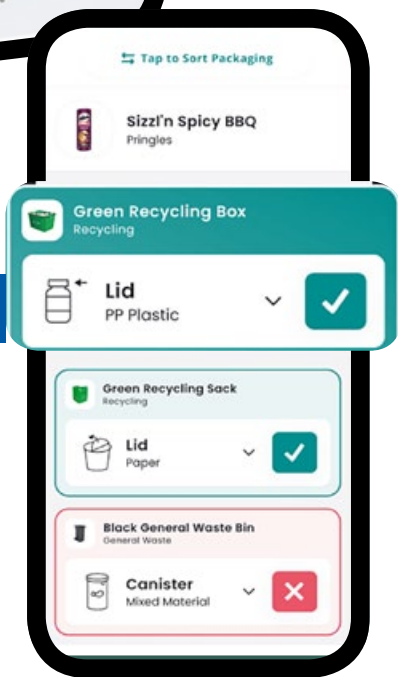 Tap to Sort Packaging
Sizzl'n Spicy BBQ
Pringles
Green Recycling Box
Recycling
Lid
PP Plastic
Green Recycling Sack
Recycling
Lid
Paper
Black General Waste Bin
General Waste
Canister
Mixed Material